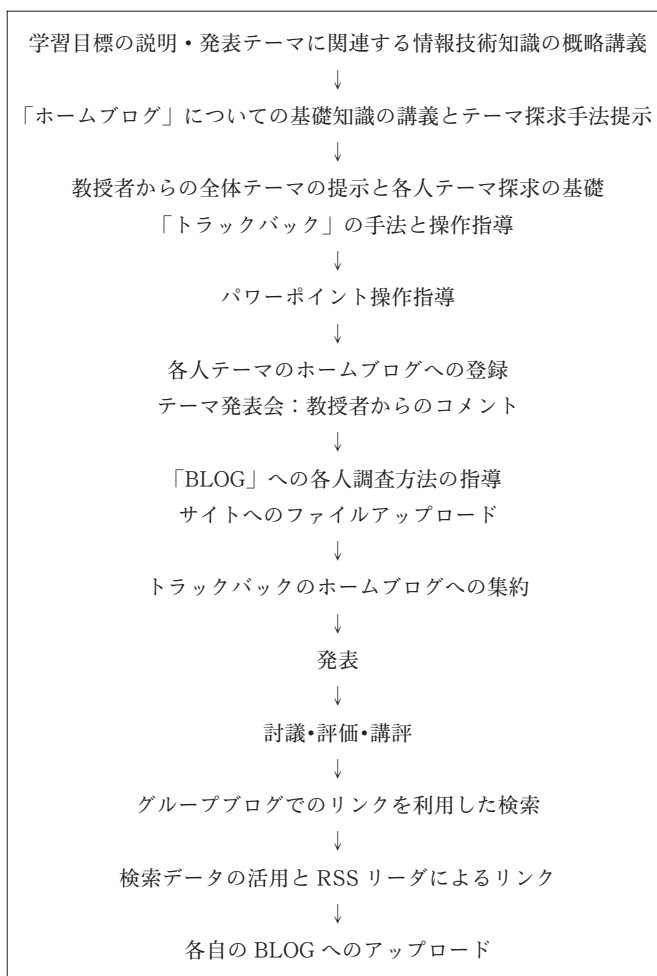 学習目標の説明・発表テーマに関連する情報技術知識の概略講義
↓
「ホームブログ」についての基礎知識の講義とテーマ探求手法提示
↓
教授者からの全体テーマの提示と各人テーマ探求の基礎
「トラックバック」の手法と操作指導
↓
パワーポイント操作指導
↓
各人テーマのホームブログへの登録
テーマ発表会：教授者からのコメント
↓
「BLOG」への各人調査方法の指導
サイトへのファイルアップロード
↓
トラックバックのホームブログへの集約
↓
発表
↓
討議•評価•講評
↓
グループブログでのリンクを利用した検索
↓
検索データの活用と RSS リーダによるリンク
↓
各自の BLOG へのアップロード